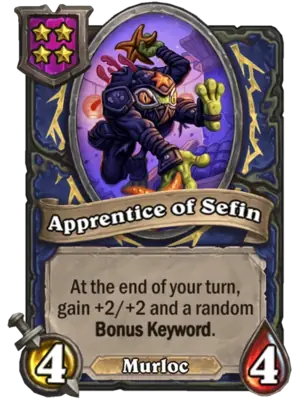 Apprentice of Sefin
At the end of your turn,
gain +2/+2 and a random
Bonus Keyword.
4
Murloc
4